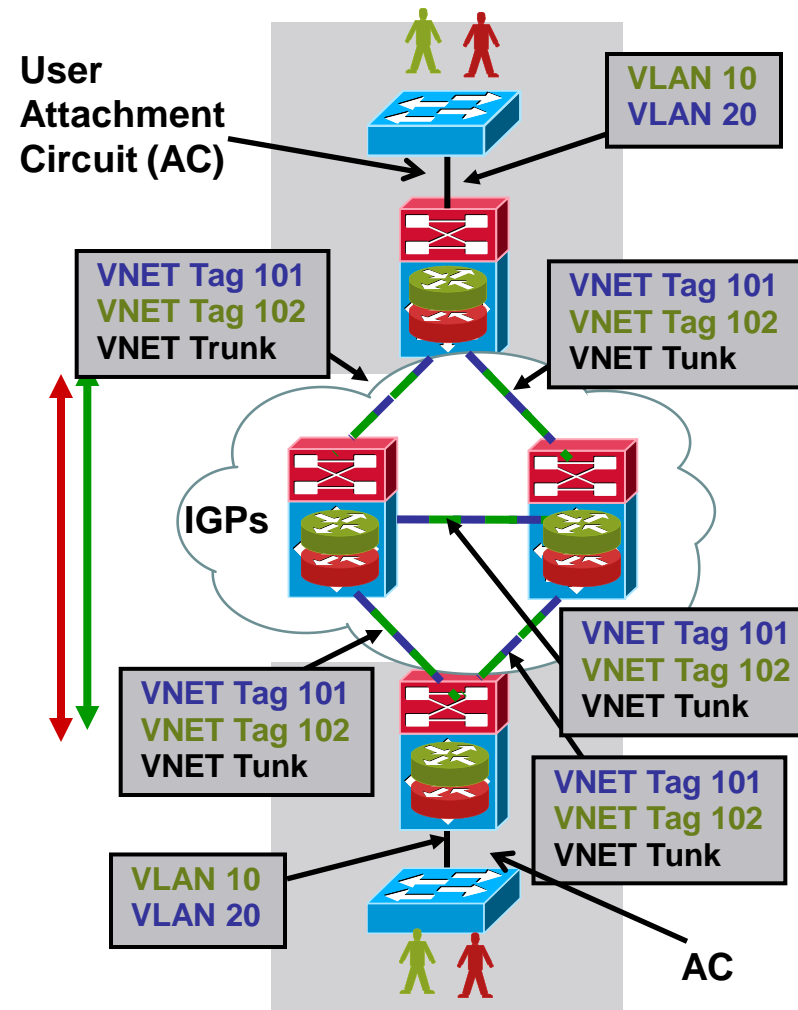 User
Attachment
Circuit (AC)
VLAN 10
VLAN 20
VNET Tag 101
VNET Tag 102
VNET Trunk
VNET Tag 101
VNET Tag 102
VNET Tunk
IGPs
VNET Tag 101
VNET Tag 102
VNET Tunk
VNET Tag 101
VNET Tag 102
VNET Tunk
VNET Tag 101
VNET Tag 102
VNET Tunk
VLAN 10
VLAN 20
AC